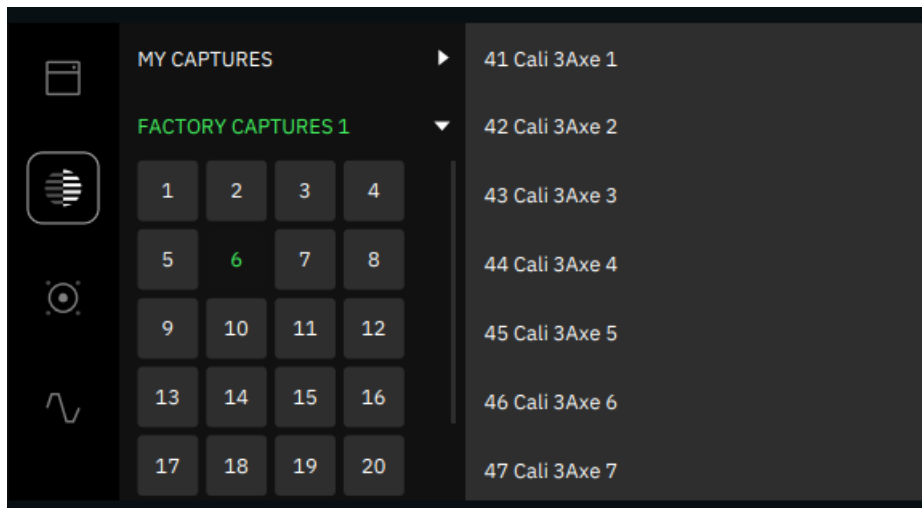 MY CAPTURES
FACTORY CAPTURES 1
1 2 3 4
5 6 7 8
9 10 11 12
13 14 15 16
17 18 19 20
41 Cali 3Axe 1
42 Cali 3Axe 2
43 Cali 3Axe 3
44 Cali 3Axe 4
45 Cali 3Axe 5
46 Cali 3Axe 6
47 Cali 3Axe 7